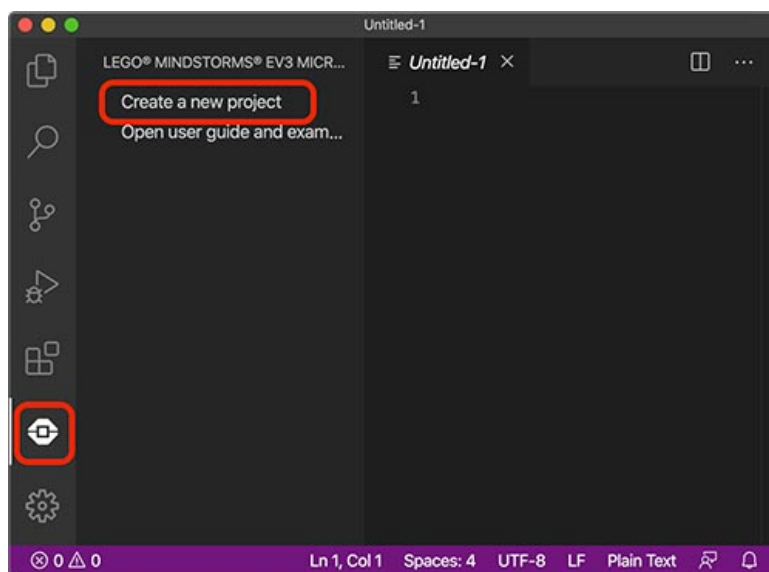 Untitled-1
LEGO® MINDSTORMS® EV3 MICR...
Create a new project
Open user guide and exam...
Untitled-1
1
0 0 Ln 1, Col 1 Spaces: 4 UTF-8 LF Plain Text